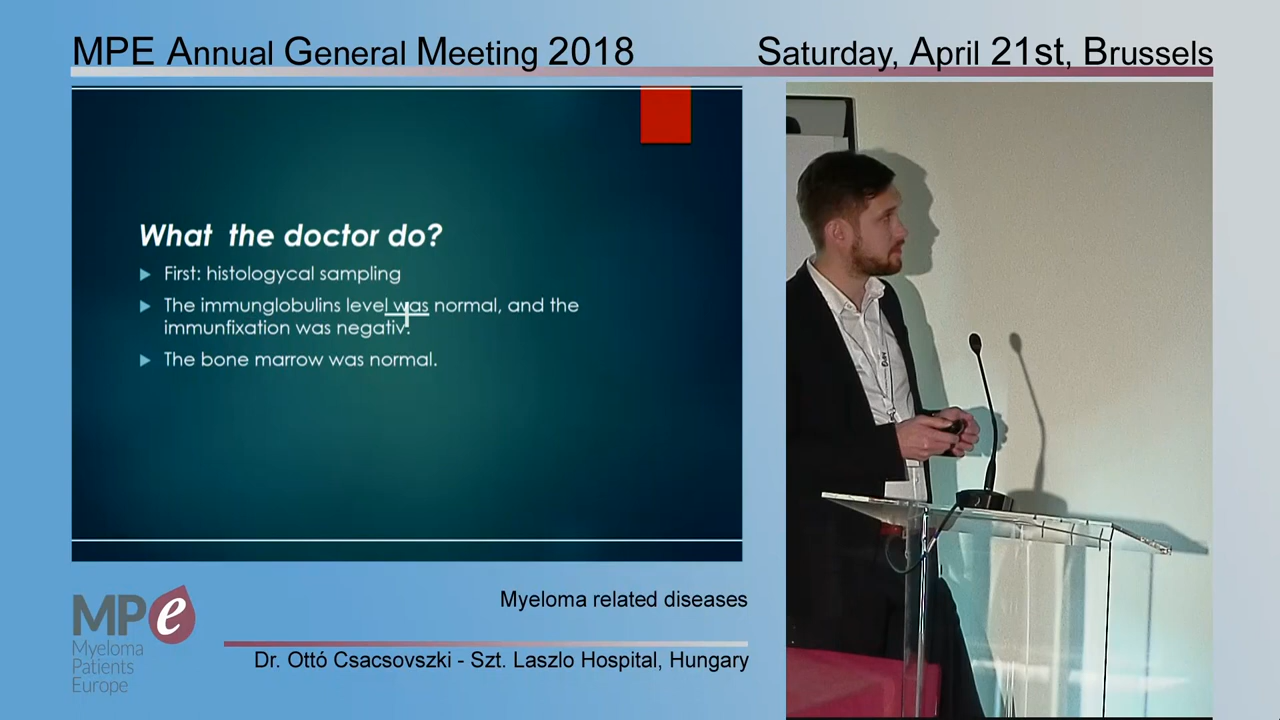 MPE Annual General Meeting 2018
Saturday, April 21st, Brussels
What the doctor do?
First: histologycal sampling
The immunglobulins level was normal, and the
immunfixation was negativ.
The bone marrow was normal.
MPe
Myeloma
Patients
Europe
Myeloma related diseases
Dr. Ottó Csacsovszki - Szt. Laszlo Hospital, Hungary